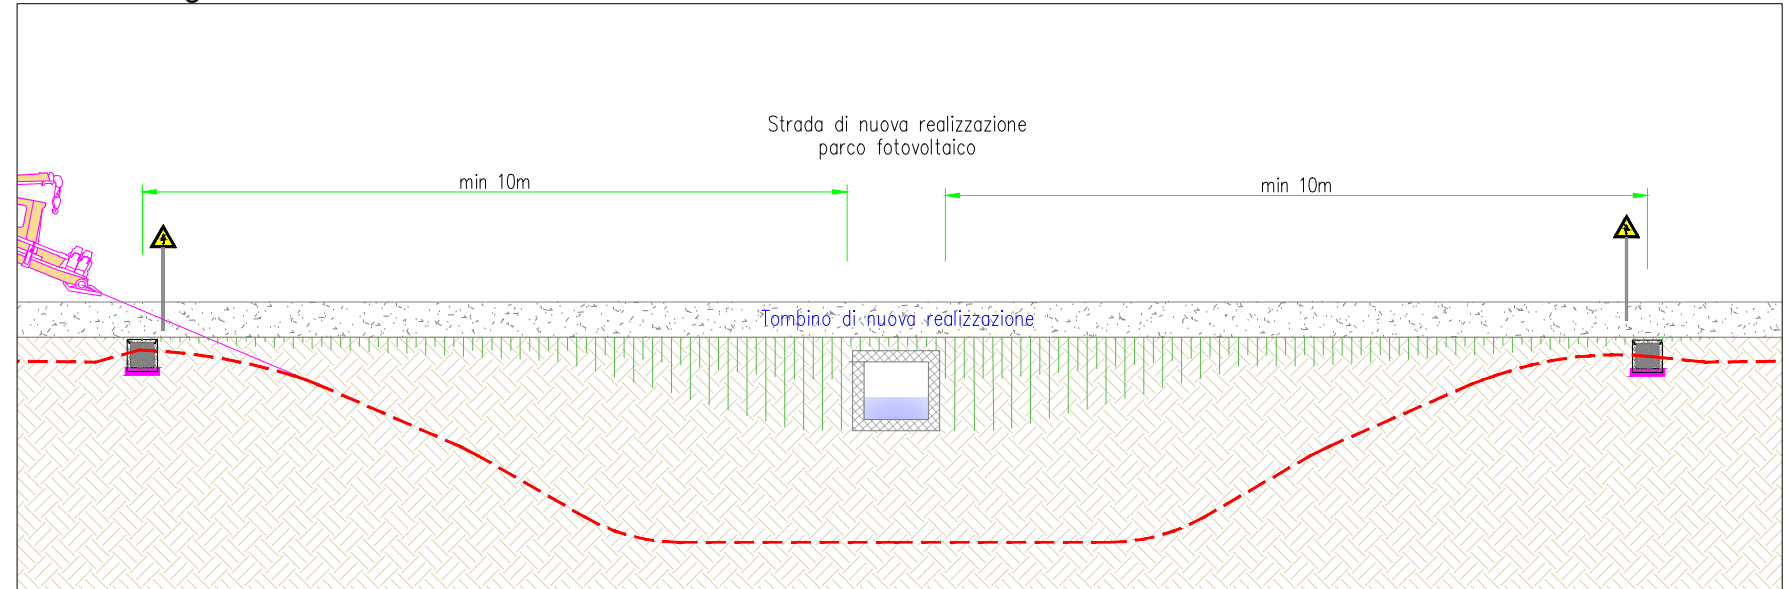 Strada di nuova realizzazione
parco fotovoltaico
min 10m
min 10m
Tombino di nuova realizzazione